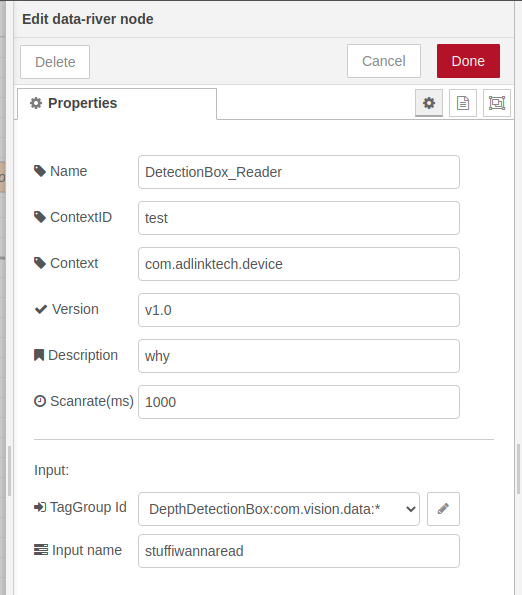 Edit data-river node
Delete
Cancel
Done
Properties
Name
DetectionBox_Reader
ContextID
test
Context
com.adlinktech.device
Version
v1.0
Description
why
Scanrate(ms)
1000
Input:
TagGroup Id
DepthDetectionBox:com.vision.data:*
Input name
stuffiwannaread